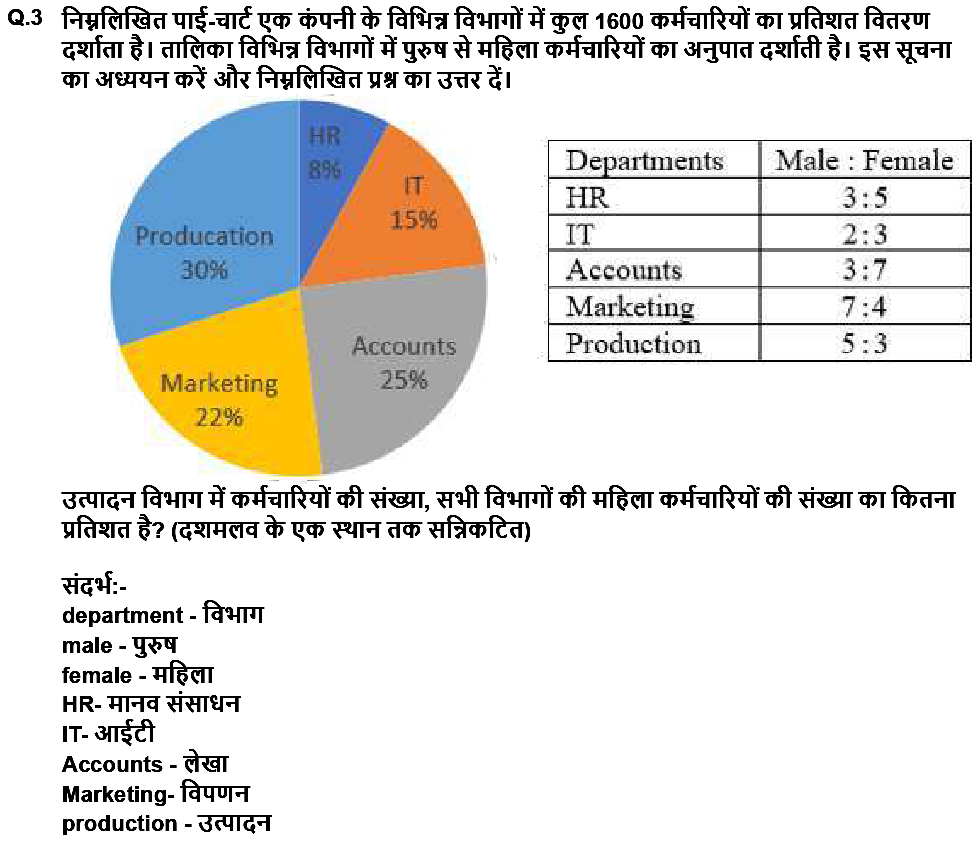 Q.3 निम्नलिखित पाई-चार्ट एक कंपनी के विभिन्न विभागों में कुल 1600 कर्मचारियों का प्रतिशत वितरण
दर्शाता है। तालिका विभिन्न विभागों में पुरुष से महिला कर्मचारियों का अनुपात दर्शाती है। इस सूचना
का अध्ययन करें और निम्नलिखित प्रश्न का उत्तर दें।
HR
8%
IT
15%
Producation
30%
Accounts
25%
Marketing
22%
Departments Male : Female
HR 3:5
IT 2:3
Accounts 3:7
Marketing 7:4
Production 5:3
उत्पादन विभाग में कर्मचारियों की संख्या, सभी विभागों की महिला कर्मचारियों की संख्या का कितना
प्रतिशत है? (दशमलव के एक स्थान तक सन्निकटित)
संदर्भ:-
department - विभाग
male - पुरुष
female - महिला
HR- मानव संसाधन
IT- आईटी
Accounts - लेखा
Marketing- विपणन
production - उत्पादन